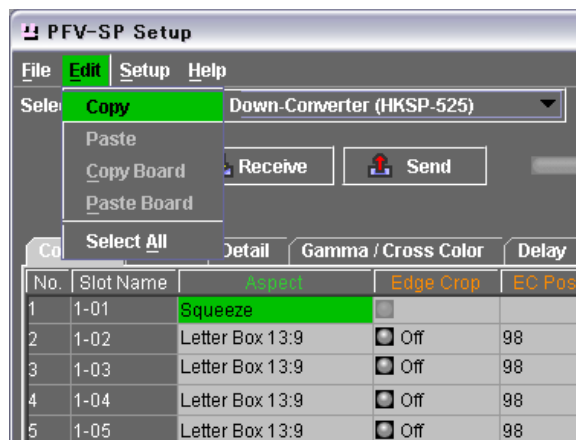 PFV-SP Setup
File Edit Setup Help
Down-Converter (HKSP-525)
Copy
Paste
Copy Board
Paste Board
Select All
Receive Send
Detail Gamma / Cross Color Delay
No. Slot Name Aspect Edge Crop EC Pos
1 1-01 Squeeze
2 1-02 Letter Box 13:9 Off 98
3 1-03 Letter Box 13:9 Off 98
4 1-04 Letter Box 13:9 Off 98
5 1-05 Letter Box 13:9 Off 98